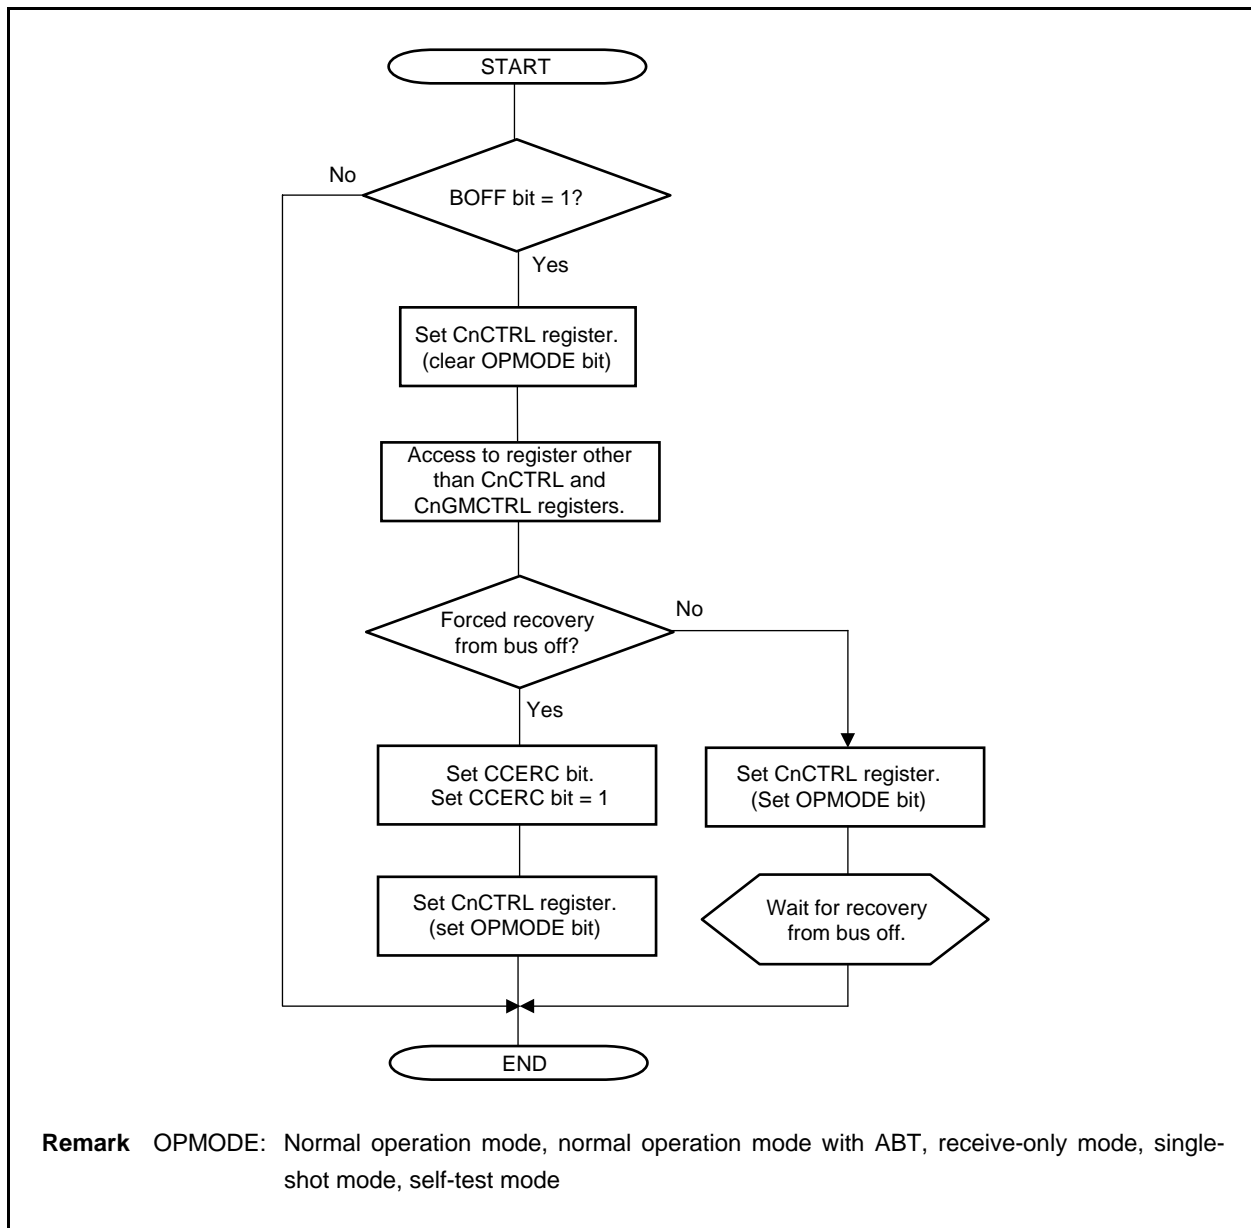 START
No
BOFF bit = 1?
Yes
Set CnCTRL register.
(clear OPMODE bit)
Access to register other
than CnCTRL and
CnGMCTRL registers.
Forced recovery
from bus off?
No
Yes
Set CCERC bit.
Set CCERC bit = 1
Set CnCTRL register.
(Set OPMODE bit)
Set CnCTRL register.
(set OPMODE bit)
Wait for recovery
from bus off.
END
Remark OPMODE: Normal operation mode, normal operation mode with ABT, receive-only mode, single-
shot mode, self-test mode